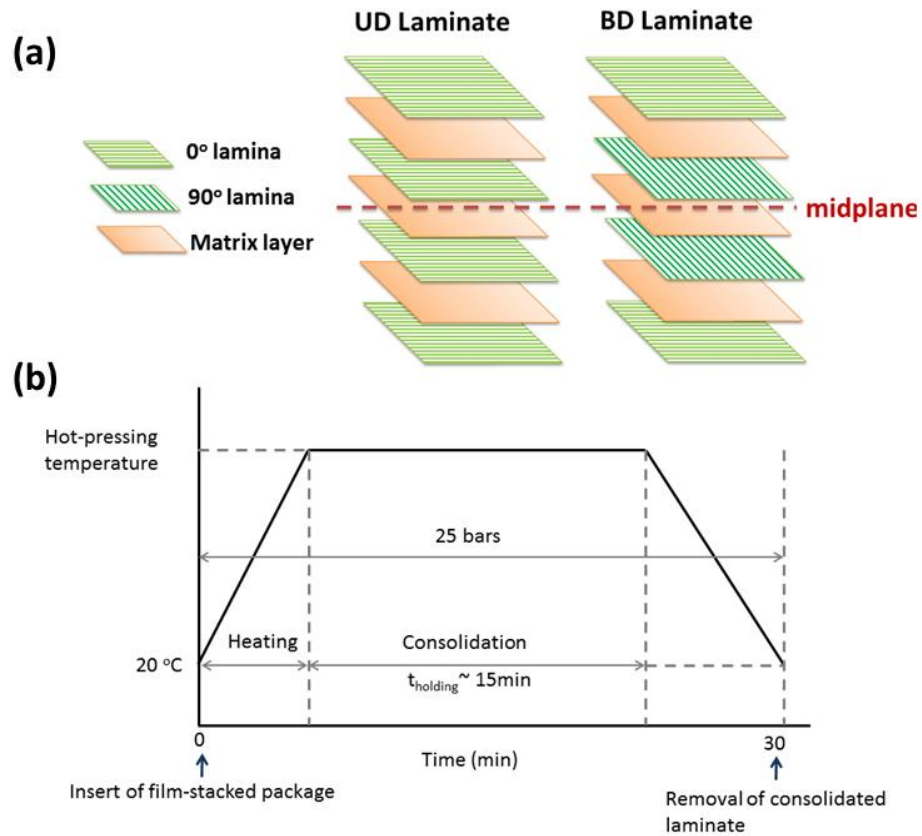 (a)
UD Laminate
BD Laminate
0° lamina
90° lamina
Matrix layer
midplane
(b)
Hot-pressing
temperature
25 bars
Heating
Consolidation
20 °C
tholding~ 15min
0
30
Time (min)
Insert of film-stacked package
Removal of consolidated
laminate